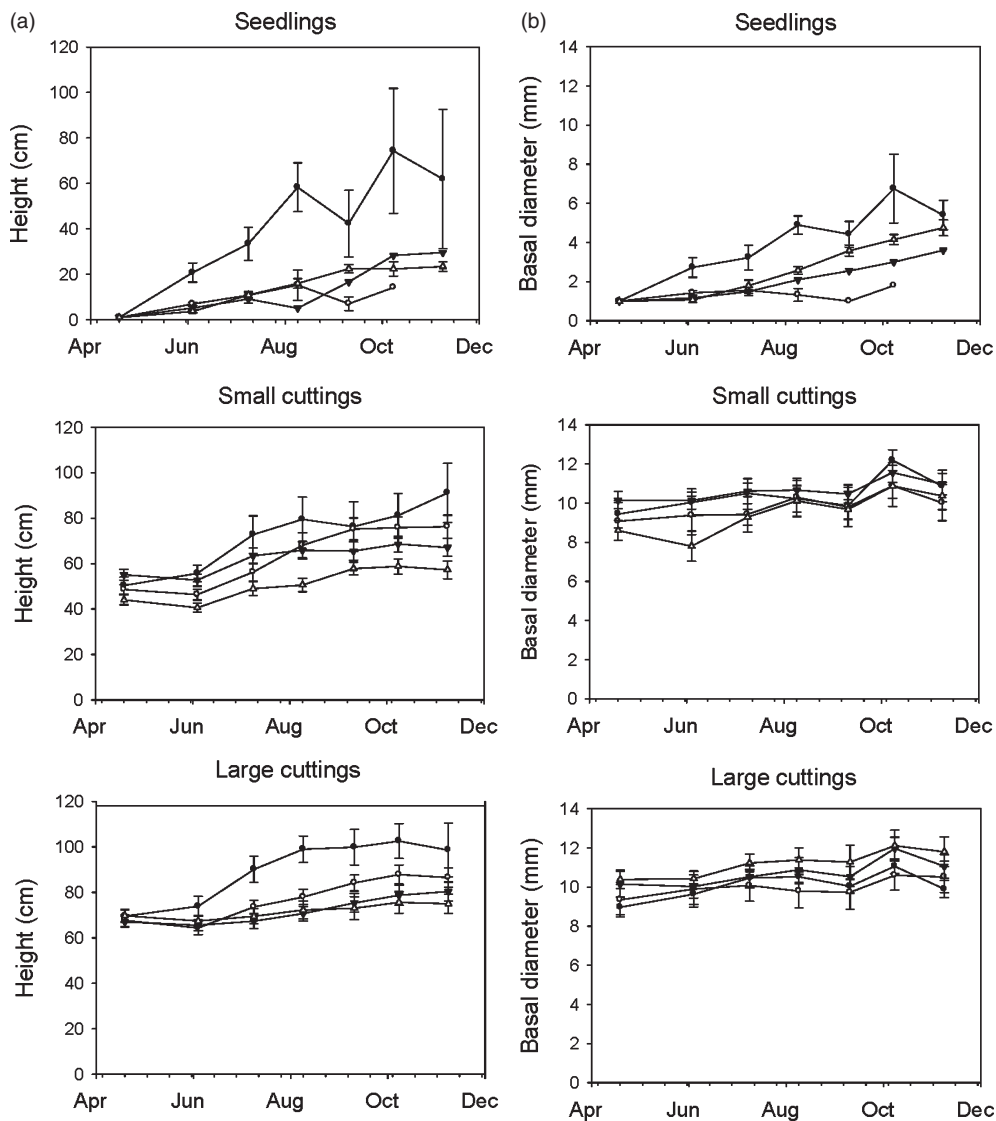 (a)
Seedlings
120
100
80
60
40
20
0
Height (cm)
Apr Jun Aug Oct Dec
(b)
Seedlings
14
12
10
8
6
4
2
0
Basal diameter (mm)
Apr Jun Aug Oct Dec
Small cuttings
120
100
80
60
40
20
0
Height (cm)
Apr Jun Aug Oct Dec
Small cuttings
14
12
10
8
6
4
2
0
Basal diameter (mm)
Apr Jun Aug Oct Dec
Large cuttings
120
100
80
60
40
20
0
Height (cm)
Apr Jun Aug Oct Dec
Large cuttings
14
12
10
8
6
4
2
0
Basal diameter (mm)
Apr Jun Aug Oct Dec